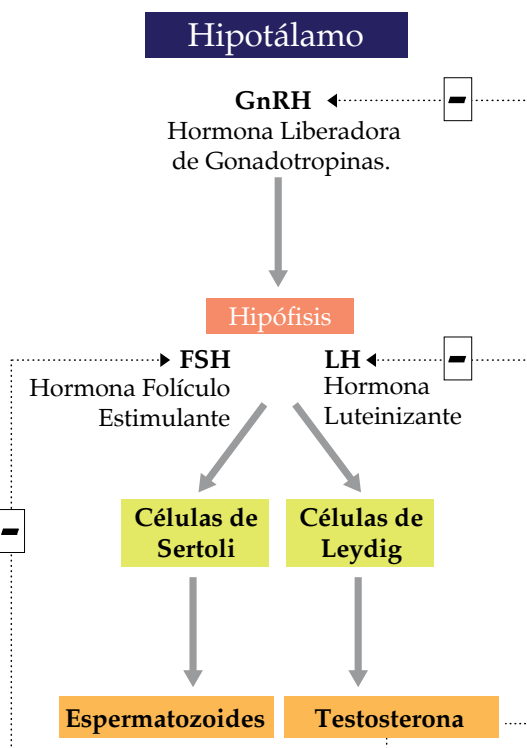 Hipotálamo
GnRH
Hormona Liberadora
de Gonadotropinas.
Hipófisis
FSH
Hormona Folículo
Estimulante
LH
Hormona
Luteinizante
Células de
Sertoli
Células de
Leydig
Espermatozoides
Testosterona